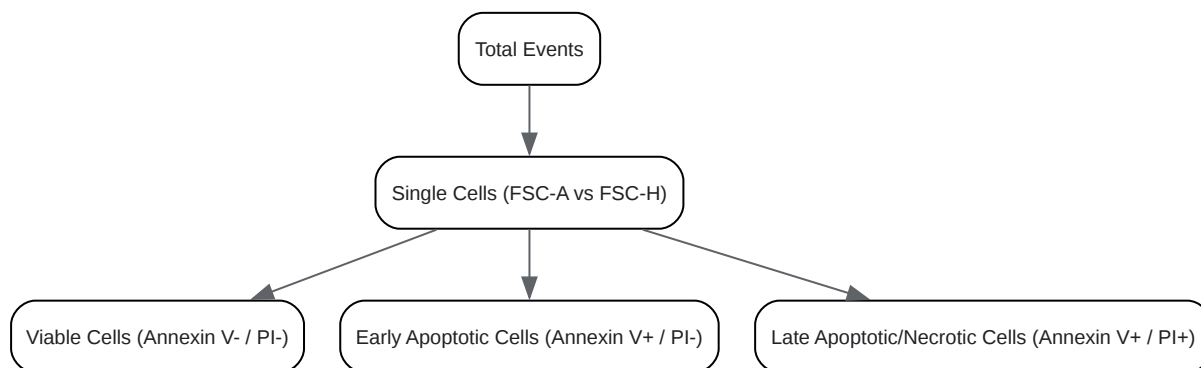 Total Events
Single Cells (FSC-A vs FSC-H)
Viable Cells (Annexin V- / PI-)
Early Apoptotic Cells (Annexin V+ / PI-)
Late Apoptotic/Necrotic Cells (Annexin V+ / PI+)